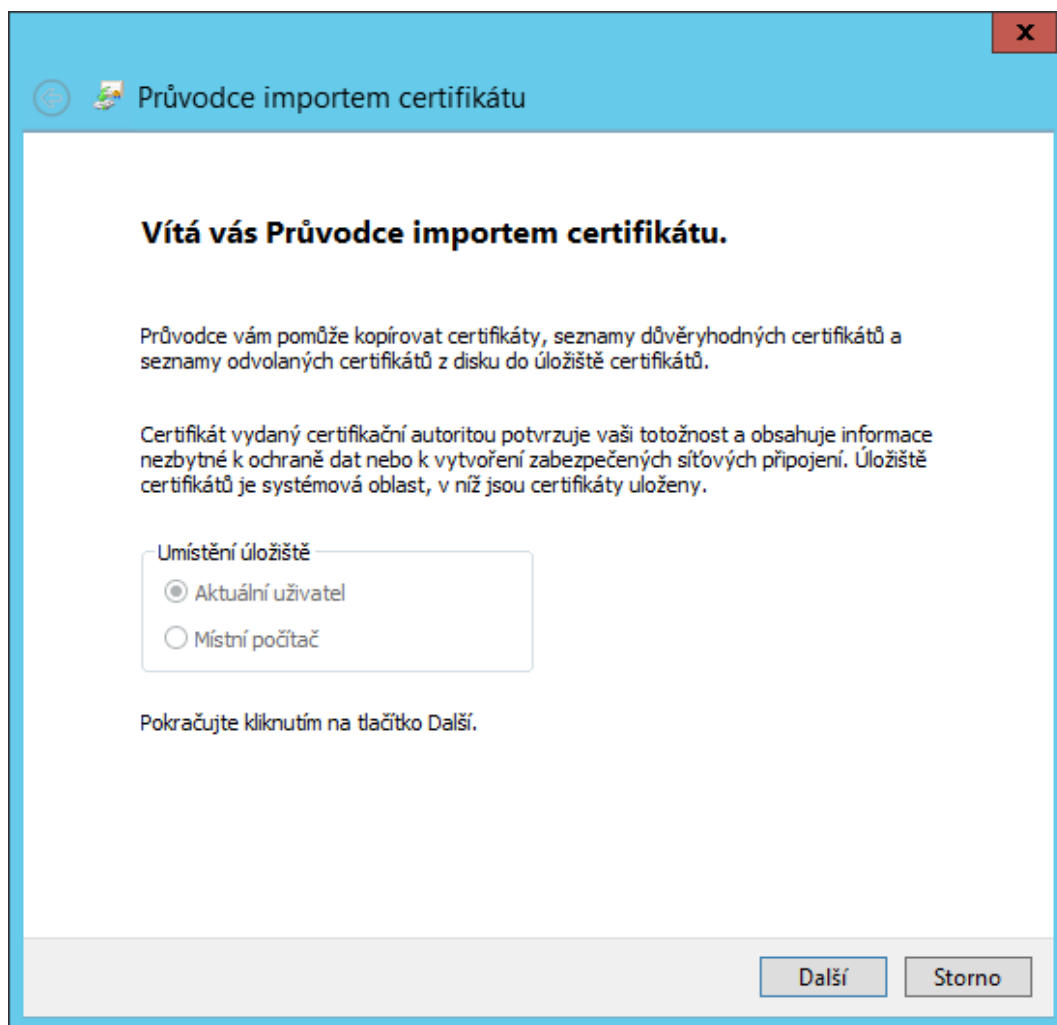 x
Průvodce importem certifikátu
Vítá vás Průvodce importem certifikátu.
Průvodce vám pomůže kopírovat certifikáty, seznamy důvěryhodných certifikátů a
seznamy odvolaných certifikátů z disku do úložiště certifikátů.
Certifikát vydaný certifikační autoritou potvrzuje vaši totožnost a obsahuje informace
nezbytné k ochraně dat nebo k vytvoření zabezpečených síťových připojení. Úložiště
certifikátů je systémová oblast, v níž jsou certifikáty uloženy.
Umístění úložiště
Aktuální uživatel
Místní počítač
Pokračujte kliknutím na tlačítko Další.
Další Storno